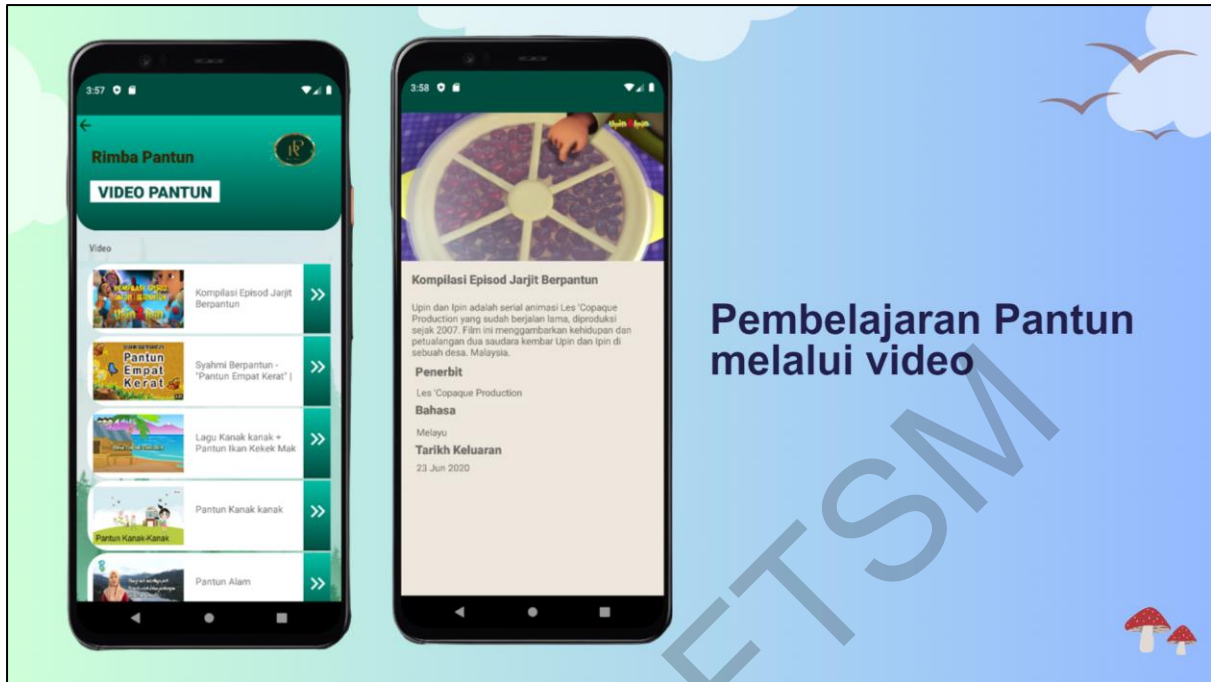 3:57
Rimba Pantun
RP
VIDEO PANTUN
Video
Kompilasi Episod Jarjit
Berpantun
Pantun
Empat
Kerat
Syahmi Berpantun -
"Pantun Empat Kerat" |
Lagu Kanak kanak +
Pantun Ikan Kekek Mak
Pantun Kanak-Kanak
Pantun Kanak kanak
Pantun Alam
3:58
Upin & Ipin
Kompilasi Episod Jarjit Berpantun
Upin dan Ipin adalah serial animasi Les 'Copaque
Production yang sudah berjalan lama, diproduksi
sejak 2007. Film ini menggambarkan kehidupan dan
petualangan dua saudara kembar Upin dan Ipin di
sebuah desa. Malaysia.
Penerbit
Les 'Copaque Production
Bahasa
Melayu
Tarikh Keluaran
23 Jun 2020
Pembelajaran Pantun
melalui video
FTSM